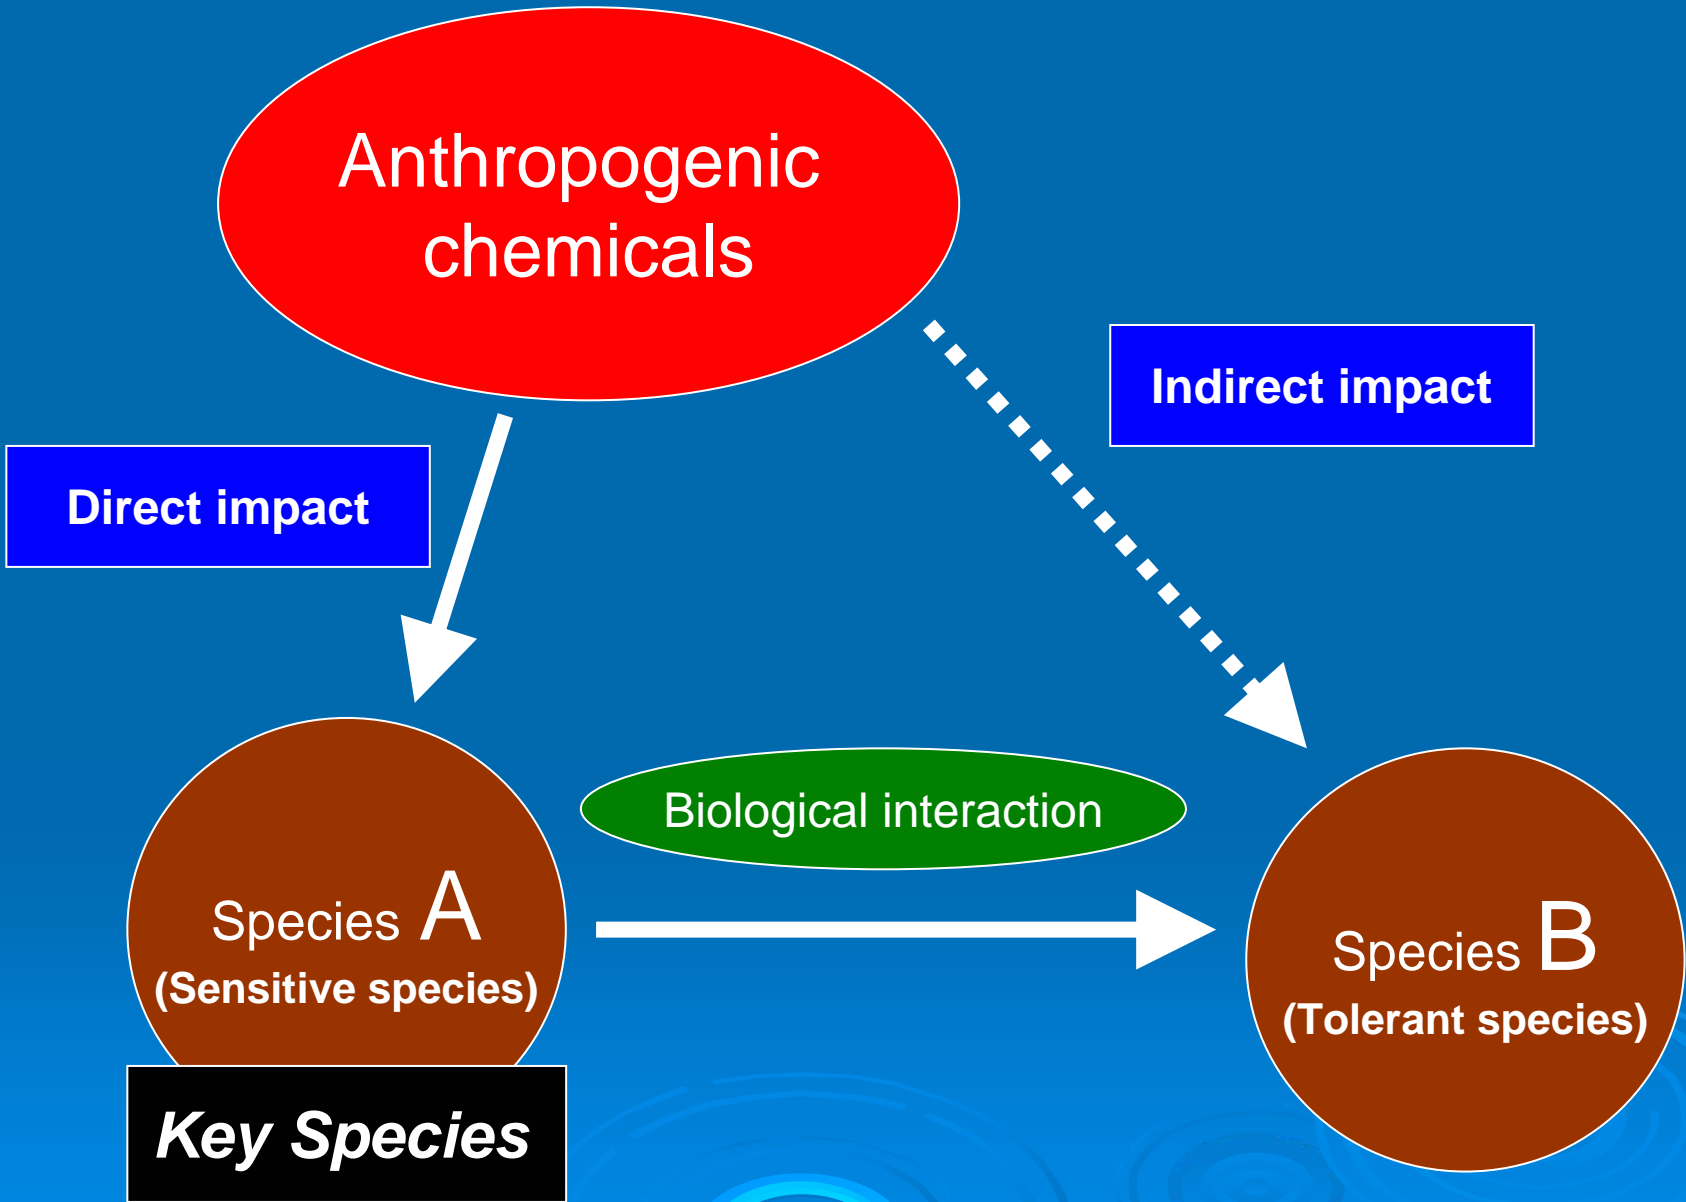 Anthropogenic
chemicals
Indirect impact
Direct impact
Biological interaction
Species A
(Sensitive species)
Species B
(Tolerant species)
Key Species